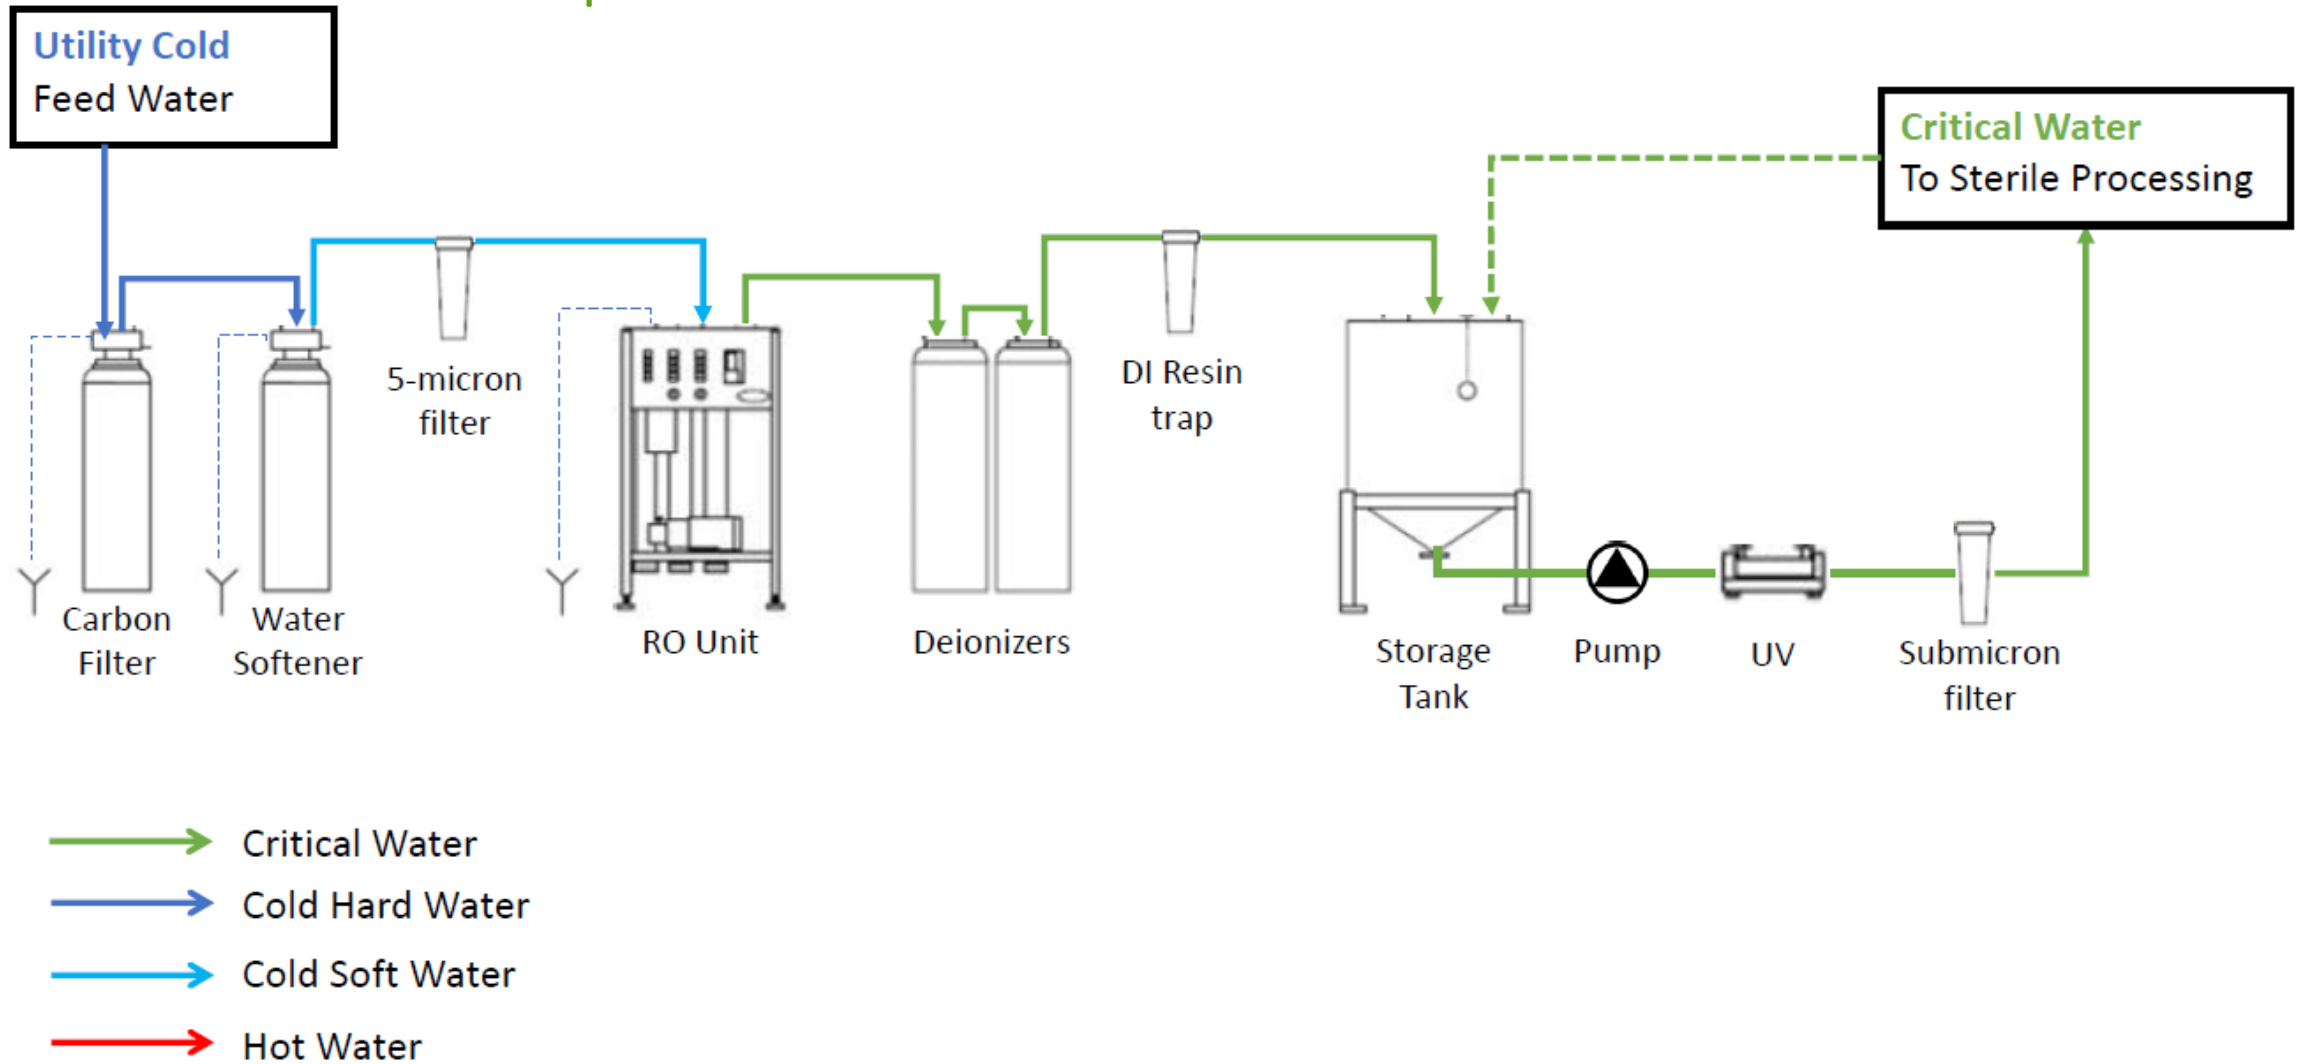 Utility Cold
Feed Water
Critical Water
To Sterile Processing
5-micron
filter
DI Resin
trap
Carbon
Filter
Water
Softener
RO Unit
Deionizers
Storage
Tank
Pump
UV
Submicron
filter
Critical Water
Cold Hard Water
Cold Soft Water
Hot Water